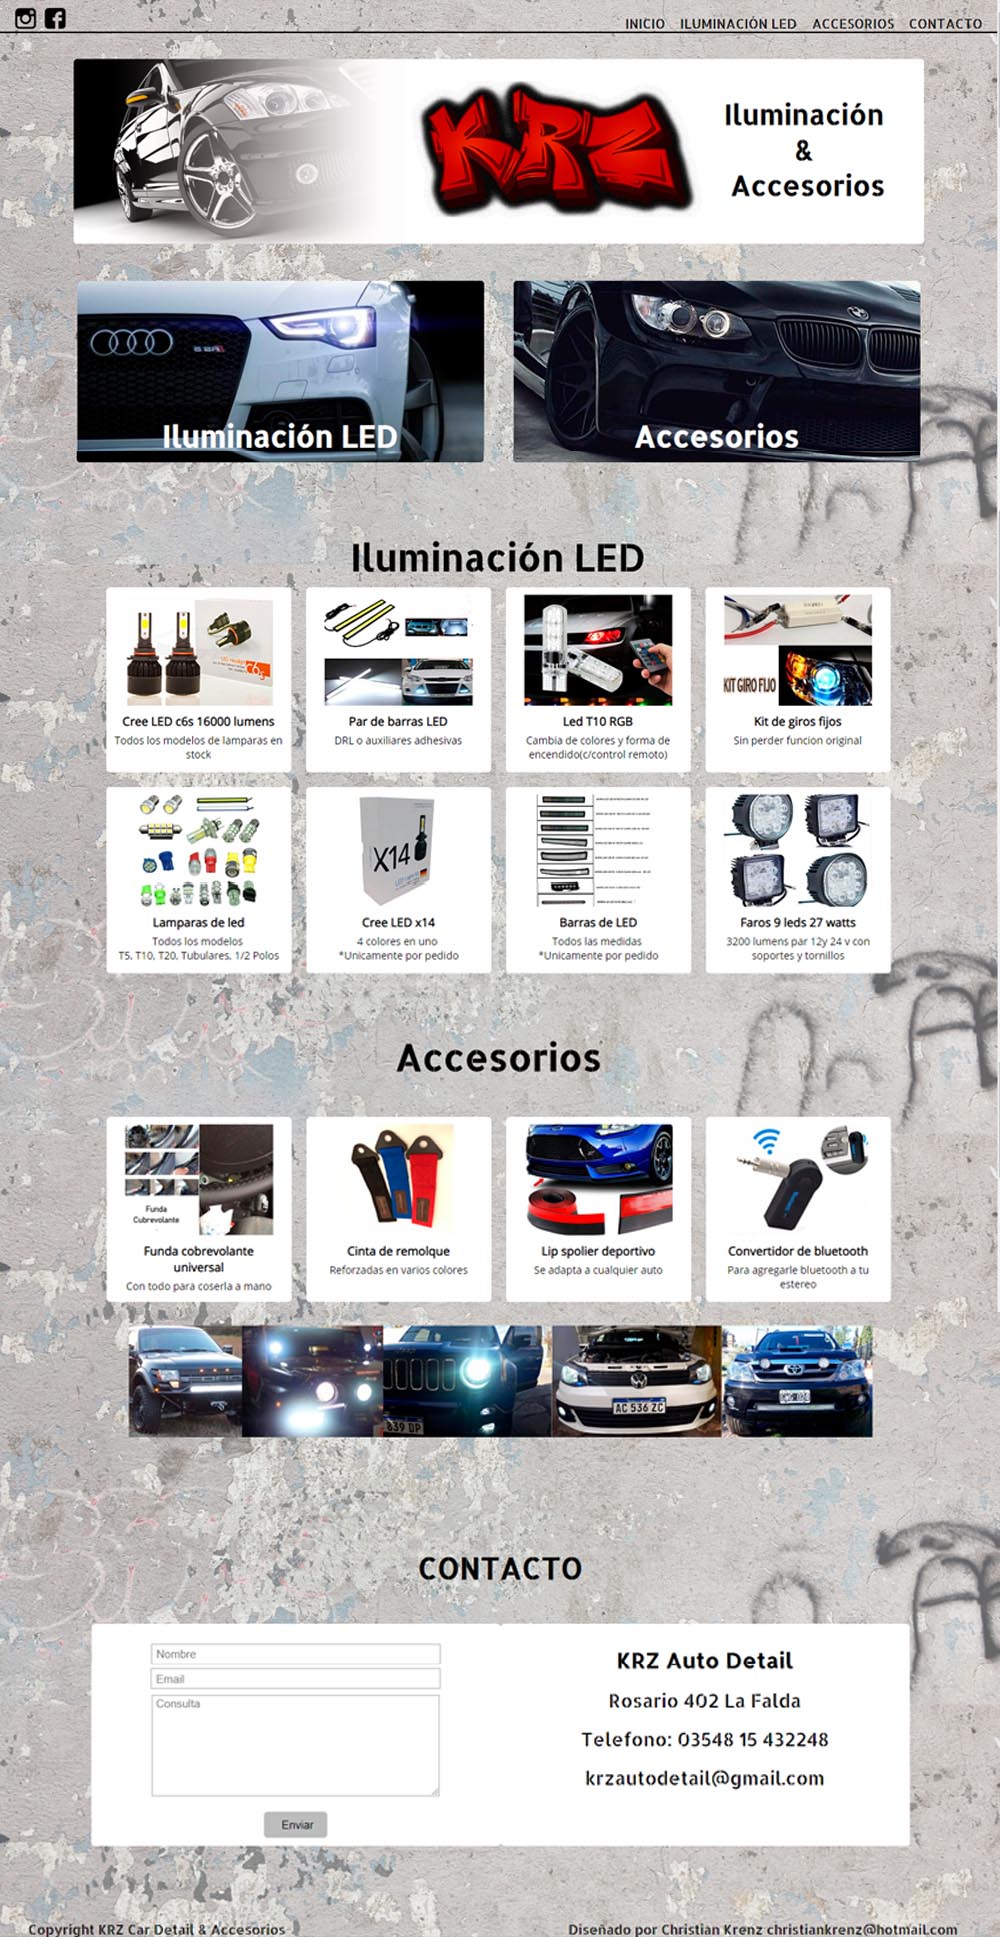 INICIO ILUMINACIÓN LED ACCESORIOS CONTACTO
KRZ
Iluminación
&
Accesorios
Iluminación LED
Accesorios
Iluminación LED
Cree LED c6s 16000 lumens
Todos los modelos de lamparas en
stock
Par de barras LED
DRL o auxiliares adhesivas
Led T10 RGB
Cambia de colores y forma de
encendido(c/control remoto)
KIT GIRO FIJO
Kit de giros fijos
Sin perder funcion original
Lamparas de led
Todos los modelos
T5, T10, T20, Tubulares, 1/2 Polos
X14
Cree LED x14
4 colores en uno
*Unicamente por pedido
Barras de LED
Todas las medidas
*Unicamente por pedido
Faros 9 leds 27 watts
3200 lumens par 12y 24 v con
soportes y tornillos
Accesorios
Funda
Cubrevolante
Funda cobrevolante
universal
Con todo para coserla a mano
Cinta de remolque
Reforzadas en varios colores
Lip spolier deportivo
Se adapta a cualquier auto
Convertidor de bluetooth
Para agregarle bluetooth a tu
estereo
AC 536 ZC
CONTACTO
Nombre
Email
Consulta
Enviar
KRZ Auto Detail
Rosario 402 La Falda
Telefono: 03548 15 432248
krzautodetail@gmail.com
Copyright KRZ Car Detail & Accesorios
Diseñado por Christian Krenz christiankrenz@hotmail.com